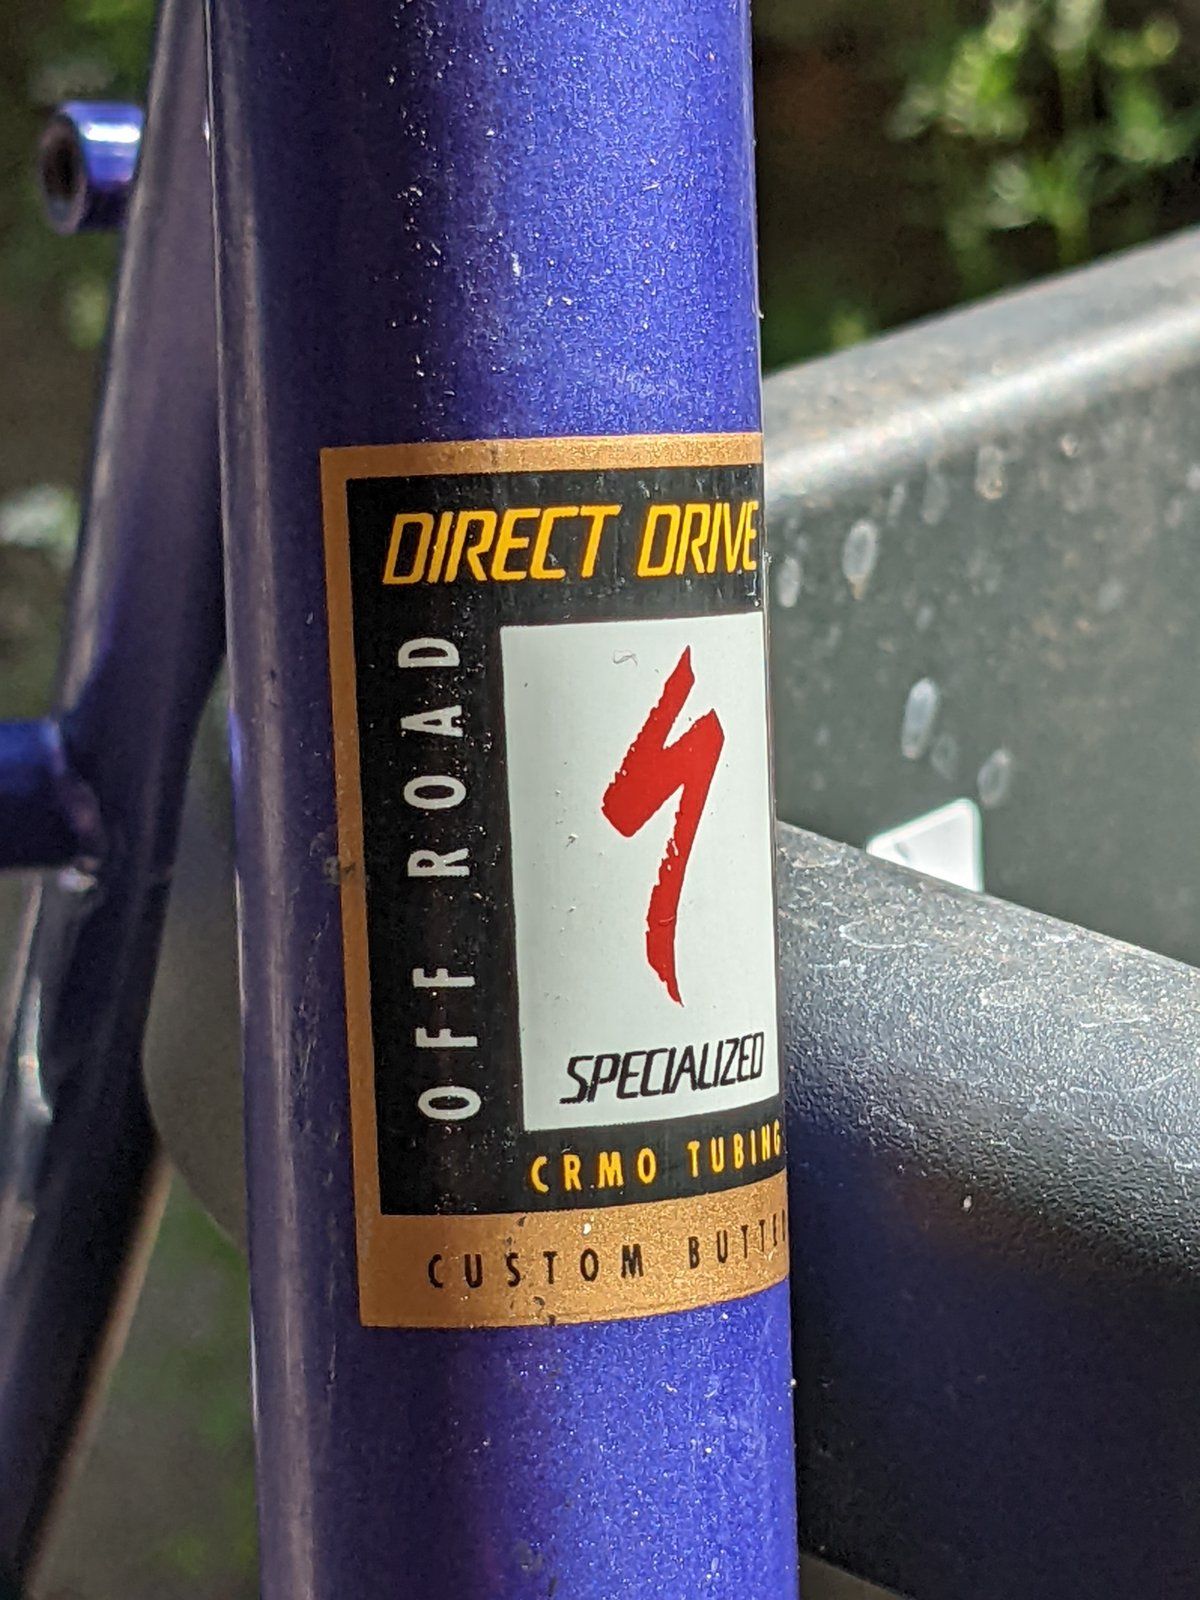 DIRECT DRIVE
OFF ROAD
SPECIALIZED
CRMO TUBING
CUSTOM